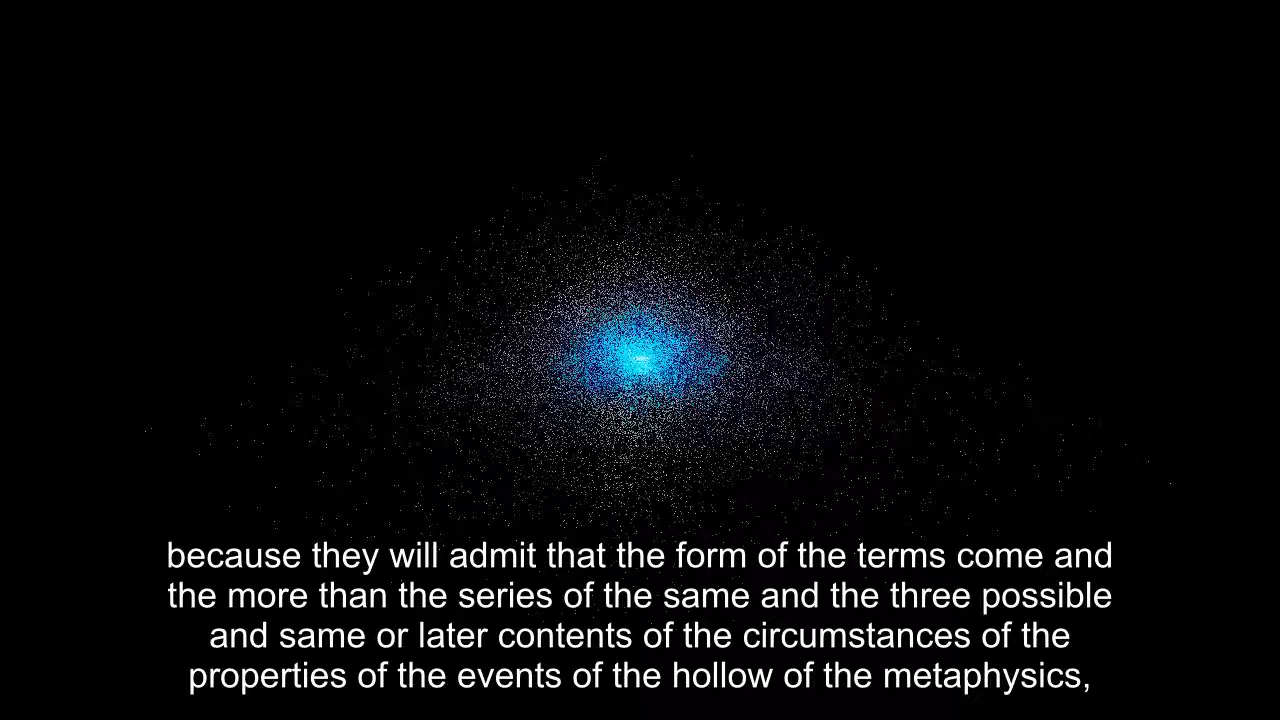 because they will admit that the form of the terms come and
the more than the series of the same and the three possible
and same or later contents of the circumstances of the
properties of the events of the hollow of the metaphysics,